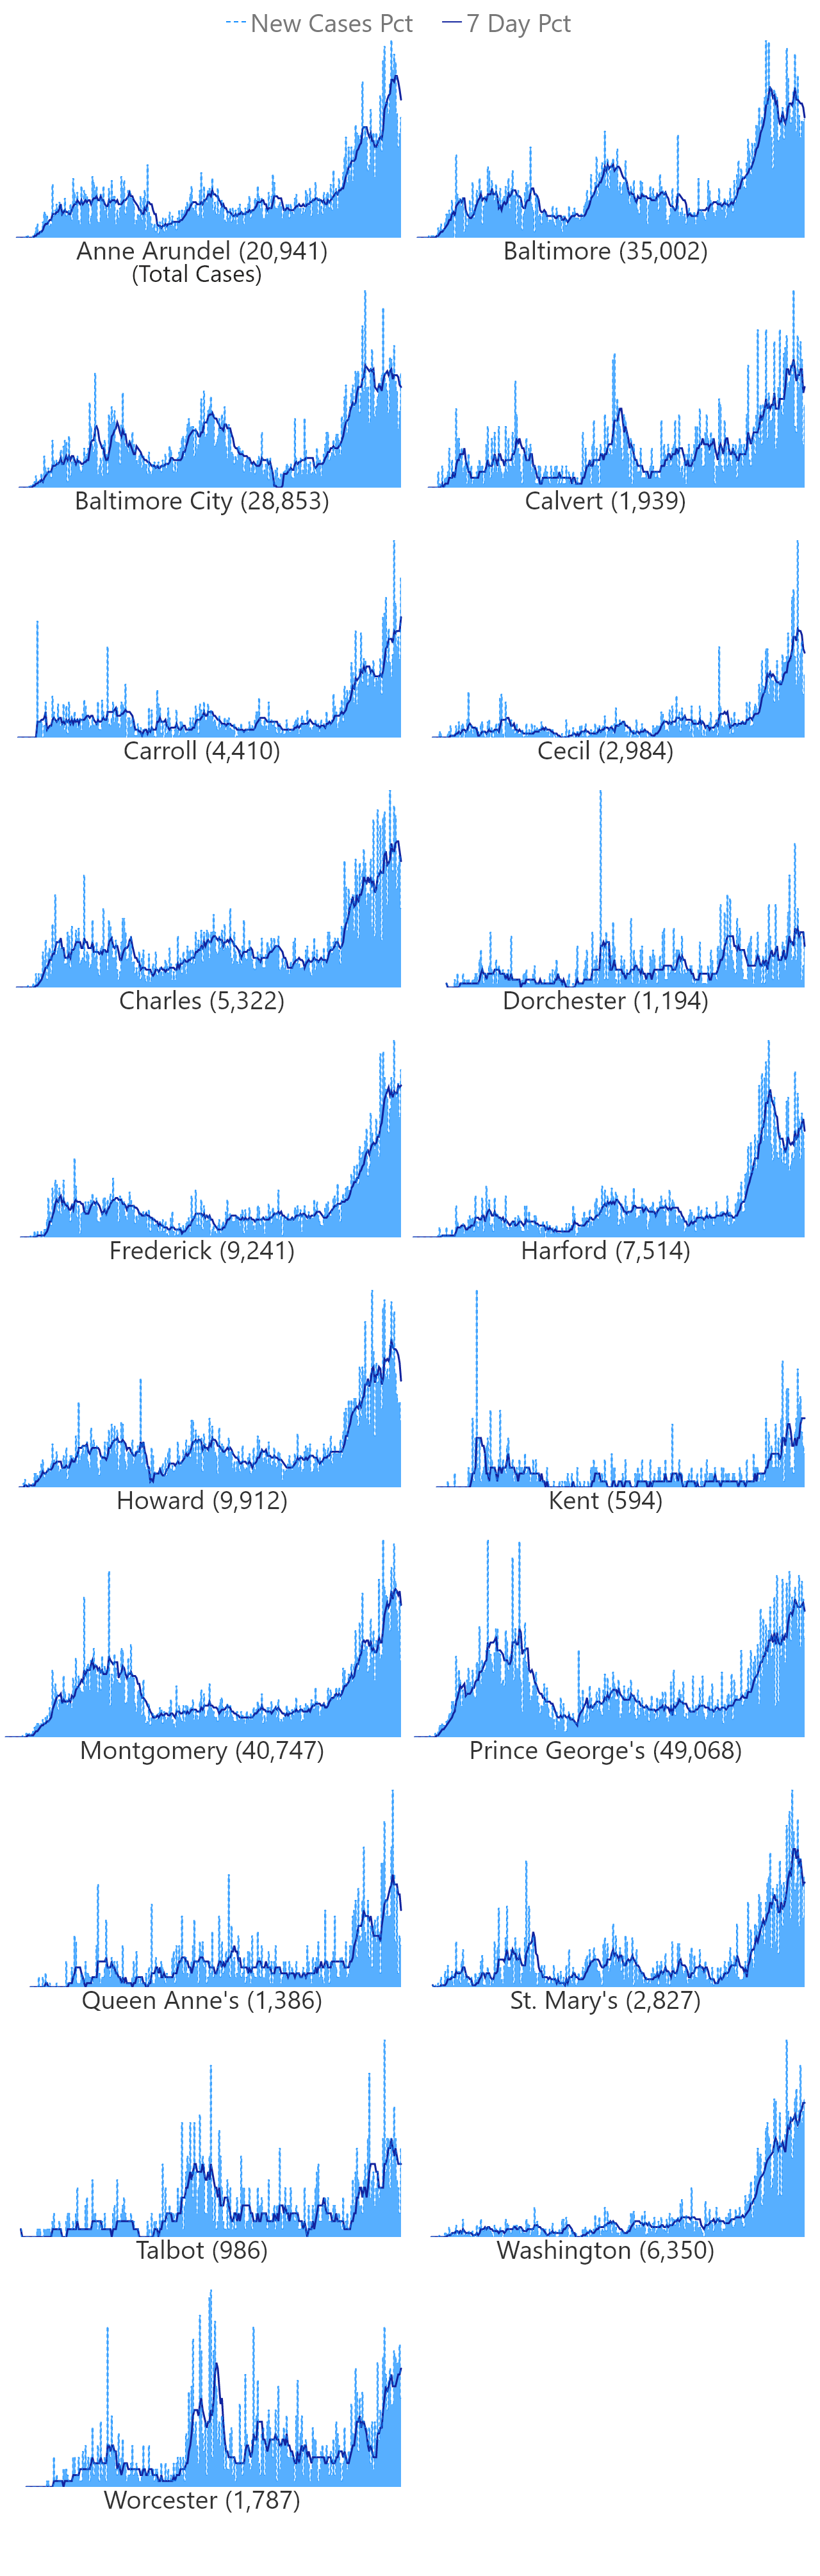 New Cases Pct 7 Day Pct
Anne Arundel (20,941) Baltimore (35,002)
(Total Cases)
Baltimore City (28,853) Calvert (1,939)
Carroll (4,410) Cecil (2,984)
Charles (5,322) Dorchester (1,194)
Frederick (9,241) Harford (7,514)
Howard (9,912) Kent (594)
Montgomery (40,747) Prince George's (49,068)
Queen Anne's (1,386) St. Mary's (2,827)
Talbot (986) Washington (6,350)
Worcester (1,787)